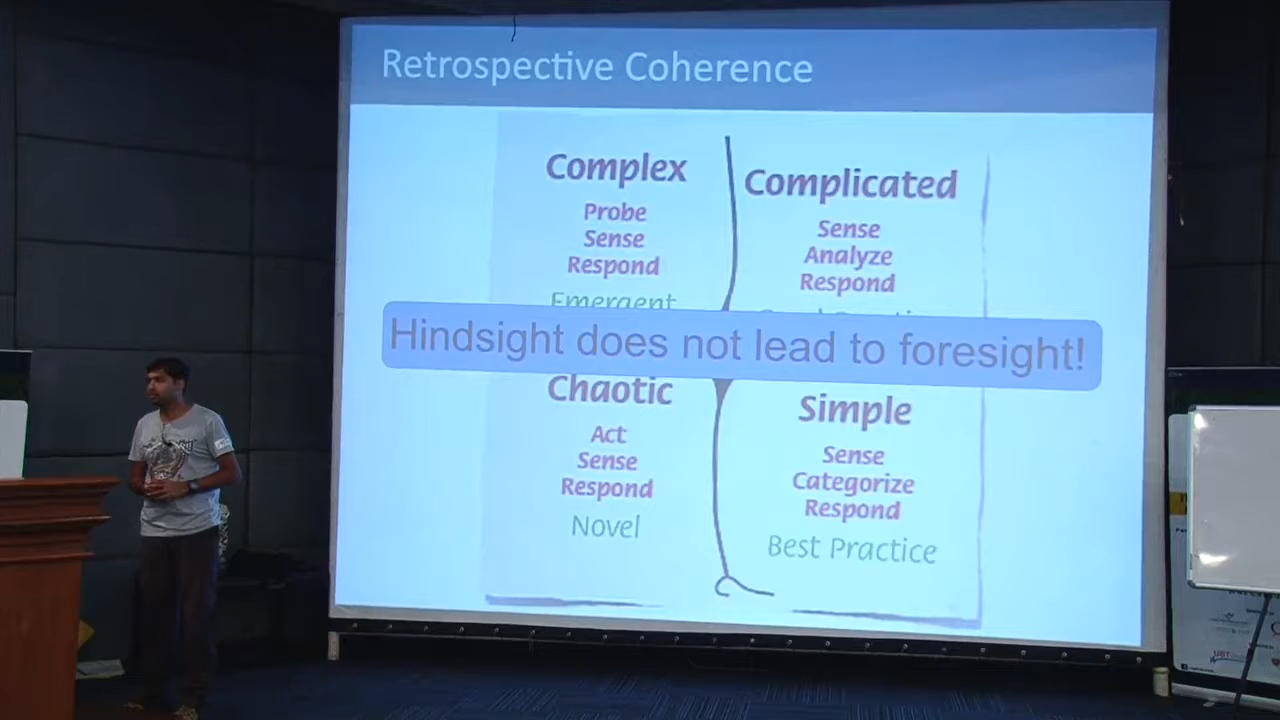 Retrospective Coherence
Complex
Probe
Sense
Respond
Emergent
Complicated
Sense
Analyze
Respond
Hindsight does not lead to foresight!
Chaotic
Act
Sense
Respond
Novel
Simple
Sense
Categorize
Respond
Best Practice